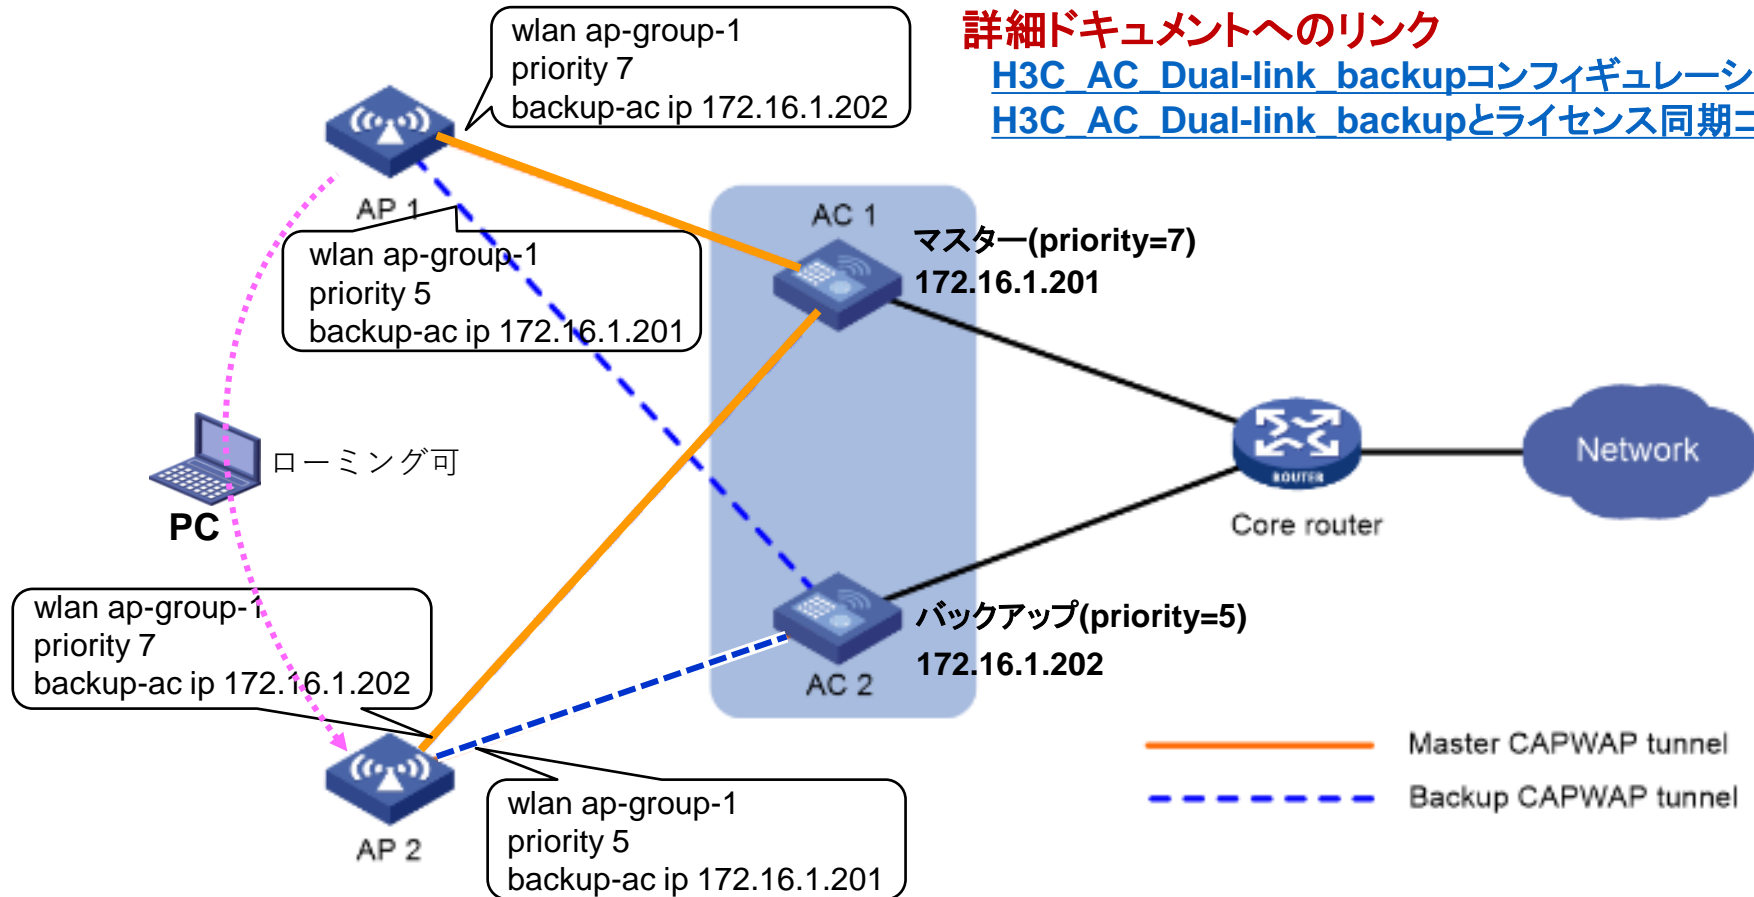 wlan ap-group-1
priority 7
backup-ac ip 172.16.1.202
詳細ドキュメントへのリンク
H3C_AC_Dual-link_backupコンフィギュレーシ
H3C_AC_Dual-link_backupとライセンス同期コ
AP 1
wlan ap-group-1
priority 5
backup-ac ip 172.16.1.201
AC 1
マスター(priority=7)
172.16.1.201
ローミング可
PC
ROUTER
Core router
Network
wlan ap-group-1
priority 7
backup-ac ip 172.16.1.202
バックアップ(priority=5)
172.16.1.202
AC 2
AP 2
wlan ap-group-1
priority 5
backup-ac ip 172.16.1.201
Master CAPWAP tunnel
Backup CAPWAP tunnel